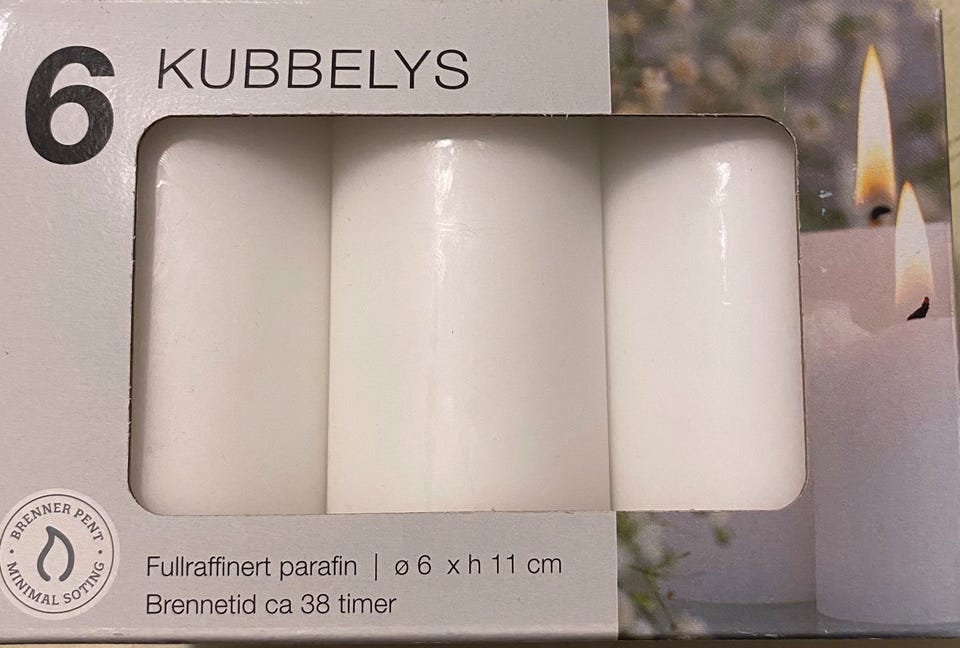 6 KUBBELYS
BRENNER PENT
MINIMAL SOTING
Fullraffinert parafin | ø 6 x h 11 cm
Brennetid ca 38 timer